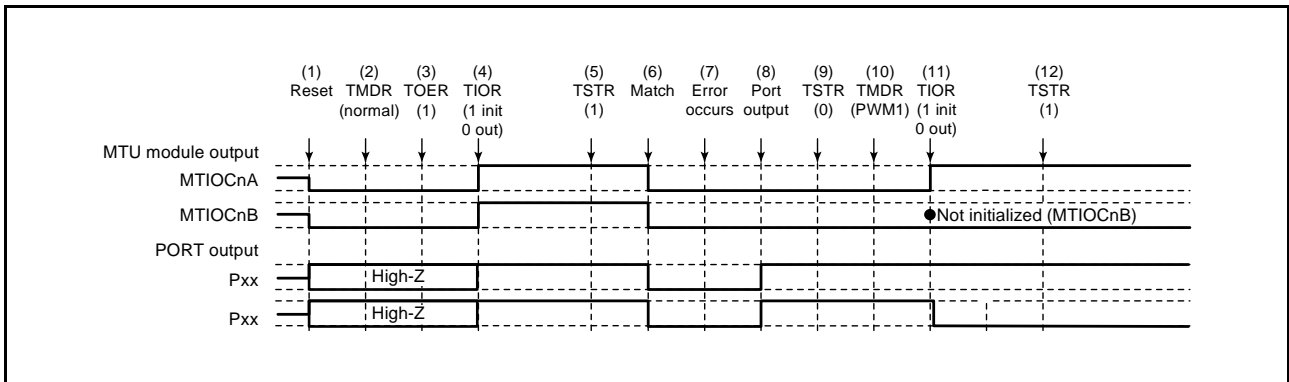 (1) (2) (3) (4) (5) (6) (7) (8) (9) (10) (11) (12)
Reset TMDR TOER TIOR TSTR Match Error Port TSTR TMDR TIOR TSTR
(normal) (1) (1 init (1) occurs output (0) (PWM1) (1 init (1)
0 out) 0 out)
MTU module output
MTIOCnA
MTIOCnB
Not initialized (MTIOCnB)
PORT output
Pxx
High-Z
Pxx
High-Z